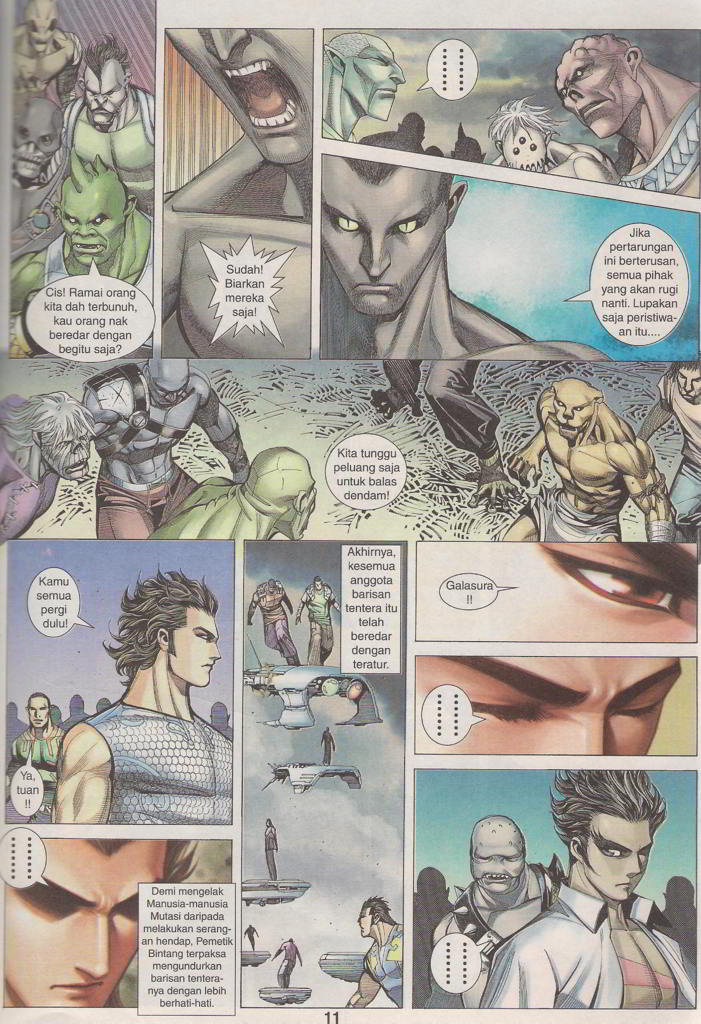 Cis! Ramai orang
kita dah terbunuh,
kau orang nak
beredar dengan
begitu saja?
Sudah!
Biarkan
mereka
saja!
Jika
pertarungan
ini berterusan,
semua pihak
yang akan rugi
nanti. Lupakan
saja peristiwa-
an itu....
Kita tunggu
peluang saja
untuk balas
dendam!
Kamu
semua
pergi
dulu!
Ya,
tuan
!!
Akhirnya,
kesemua
anggota
barisan
tentera itu
telah
beredar
dengan
teratur.
Galasura
!!
Demi mengelak
Manusia-manusia
Mutasi daripada
melakukan serang-
an hendap, Pemetik
Bintang terpaksa
mengundurkan
barisan tentera-
nya dengan lebih
berhati-hati.
11